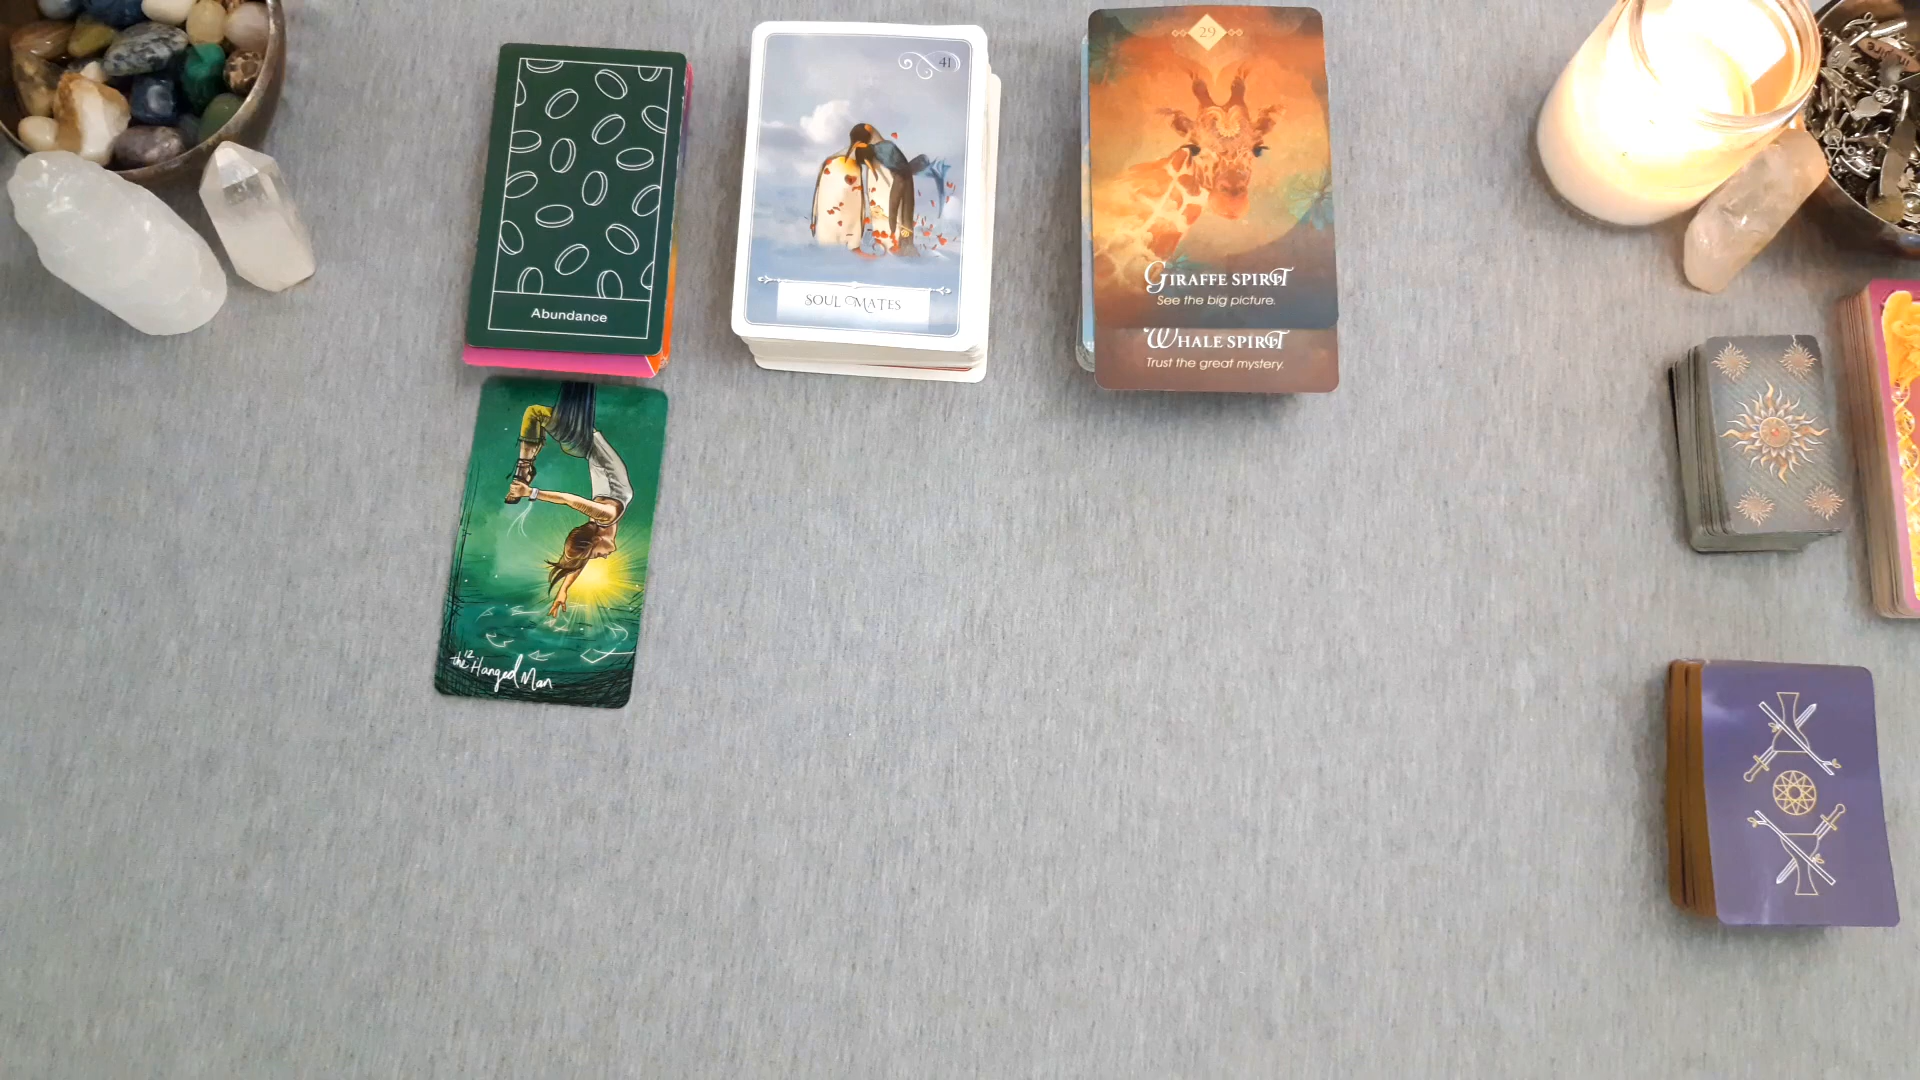 Abundance
41
SOUL MATES
29
GIRAFFE SPIRIT
See the big picture.
WHALE SPIRIT
Trust the great mystery.
12
the Hanged Man